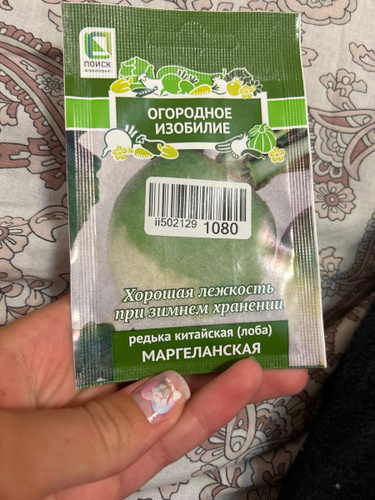 ПОИСК
ОГОРОДНОЕ
ИЗОБИЛИЕ
ii502129 1080
Хорошая лежкость
при зимнем хранении
редька китайская (лоба)
МАРГЕЛАНСКАЯ